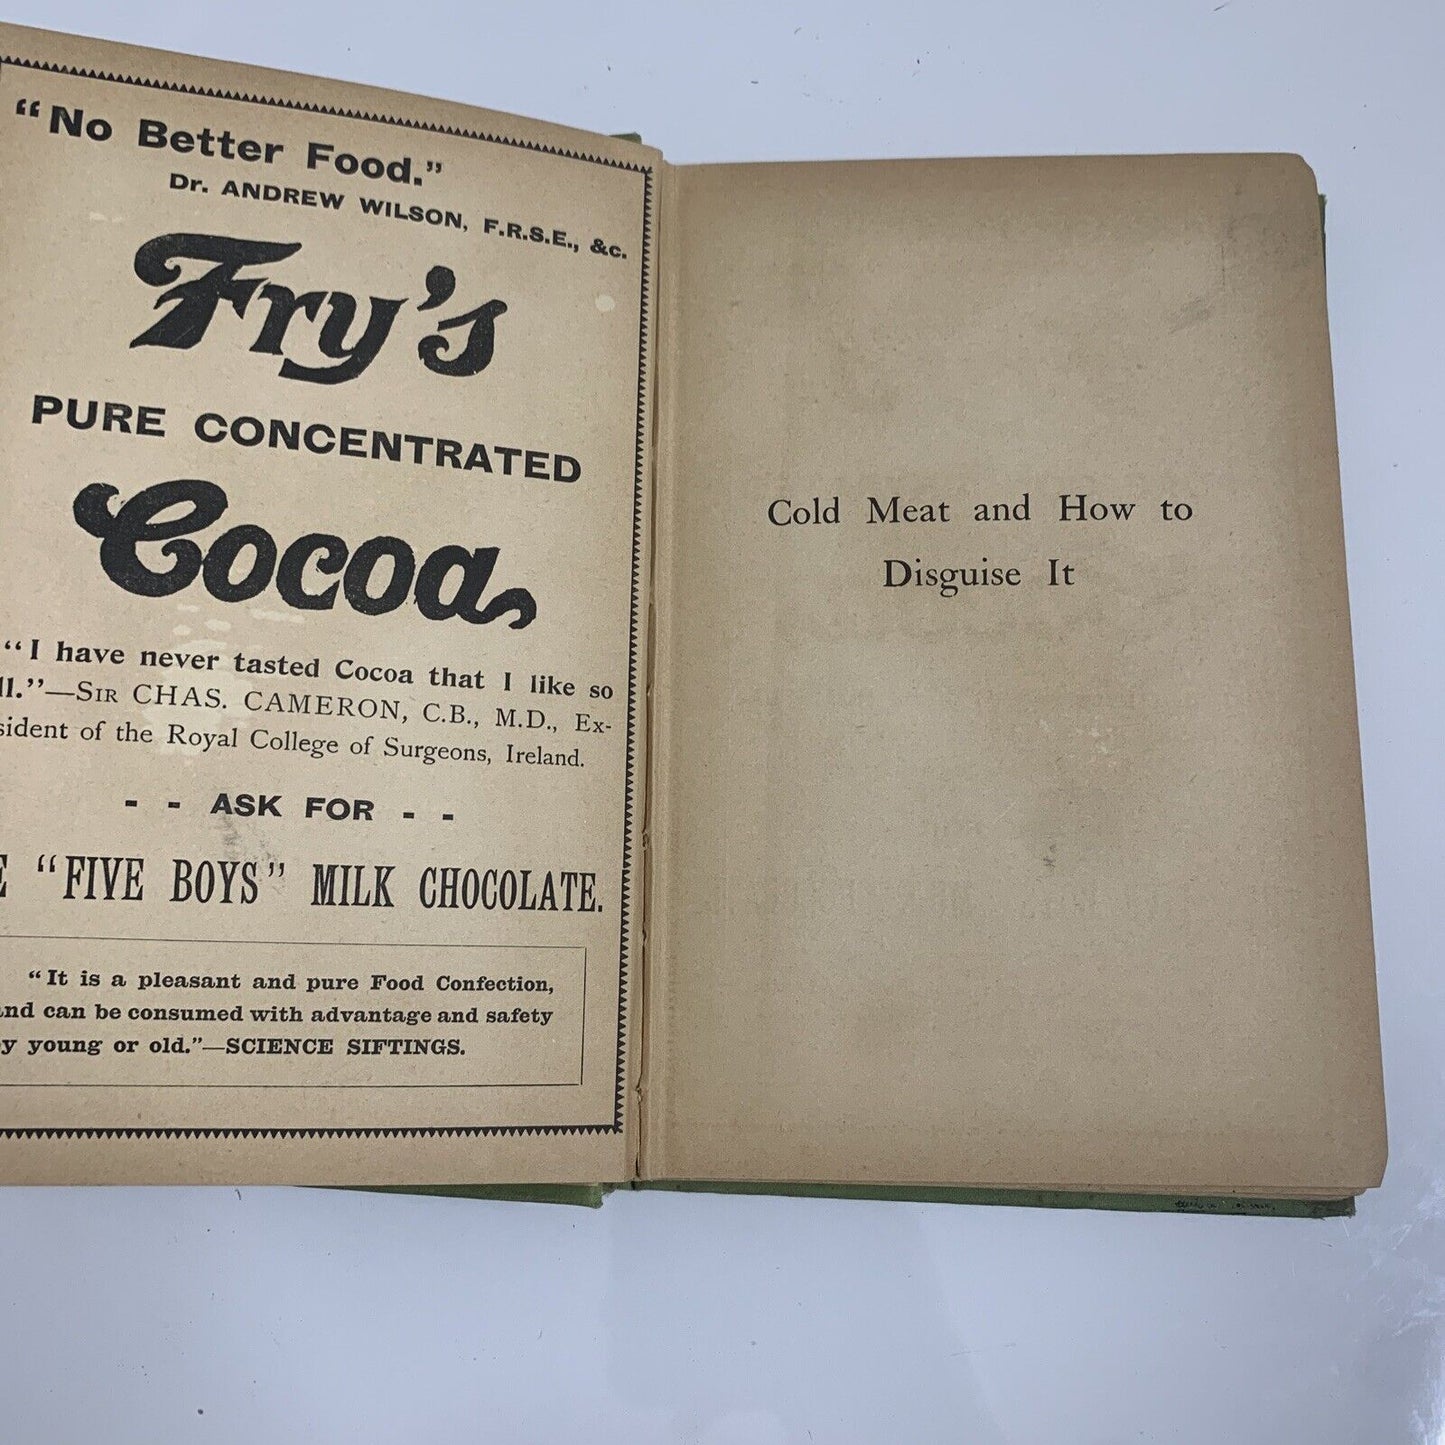 “No Better Food.”
Dr. ANDREW WILSON, F.R.S.E., &c.
Fry's
PURE CONCENTRATED
Cocoa
“I have never tasted Cocoa that I like so
ll.”—SIR CHAS. CAMERON, C.B., M.D., Ex-
sident of the Royal College of Surgeons, Ireland.
- - ASK FOR - -
E “FIVE BOYS” MILK CHOCOLATE.
“It is a pleasant and pure Food Confection,
and can be consumed with advantage and safety
y young or old.”—SCIENCE SIFTINGS.
Cold Meat and How to
Disguise It